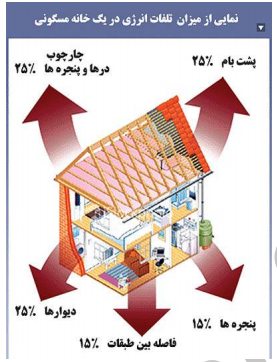 نمایی از میزان تلفات انرژی در یک خانه مسکونی
پشت بام ۲۵٪
چارچوب
درها و پنجره ها ۲۵٪
دیوارها ۲۵٪
پنجره ها ۱۵٪
فاصله بین طبقات ۱۵٪